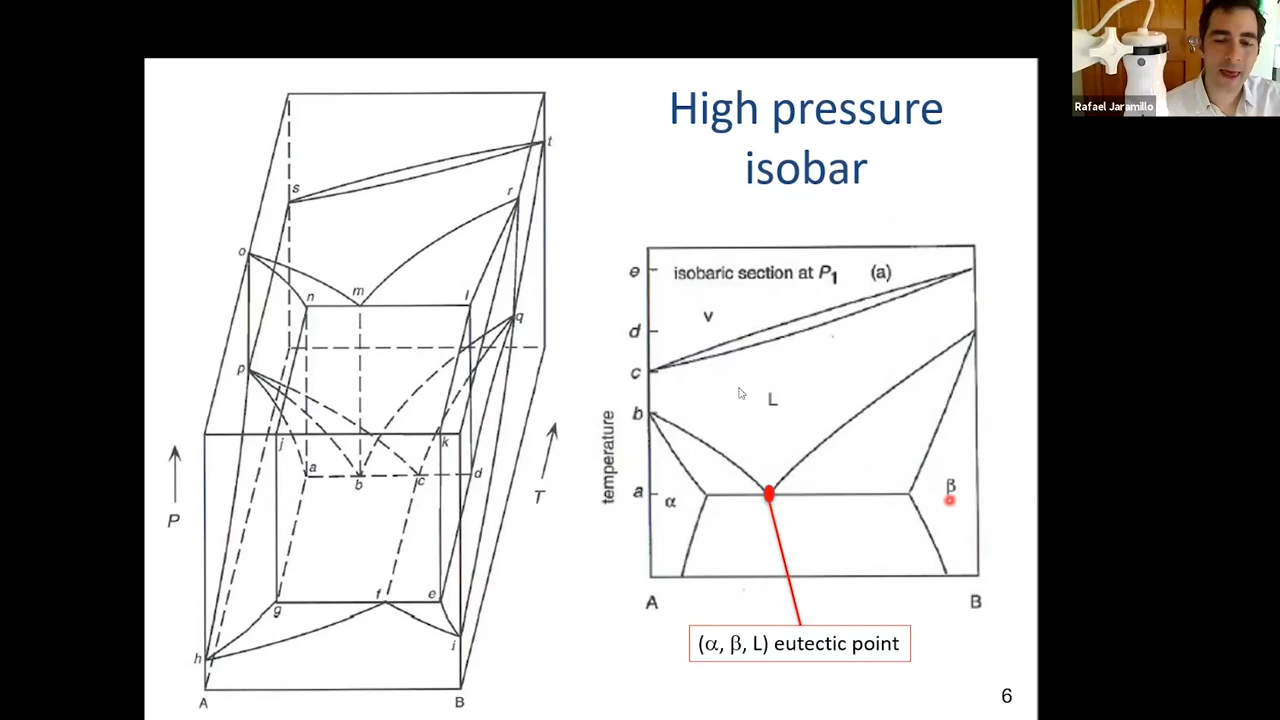 High pressure
isobar
Rafael Jaramillo
s
t
r
o
n
m
l
q
p
j
k
a
b
c
d
P
T
g
f
e
h
i
A
B
isobaric section at P1 (a)
e
v
d
c
L
b
temperature
a
α
β
A
B
(α, β, L) eutectic point
6